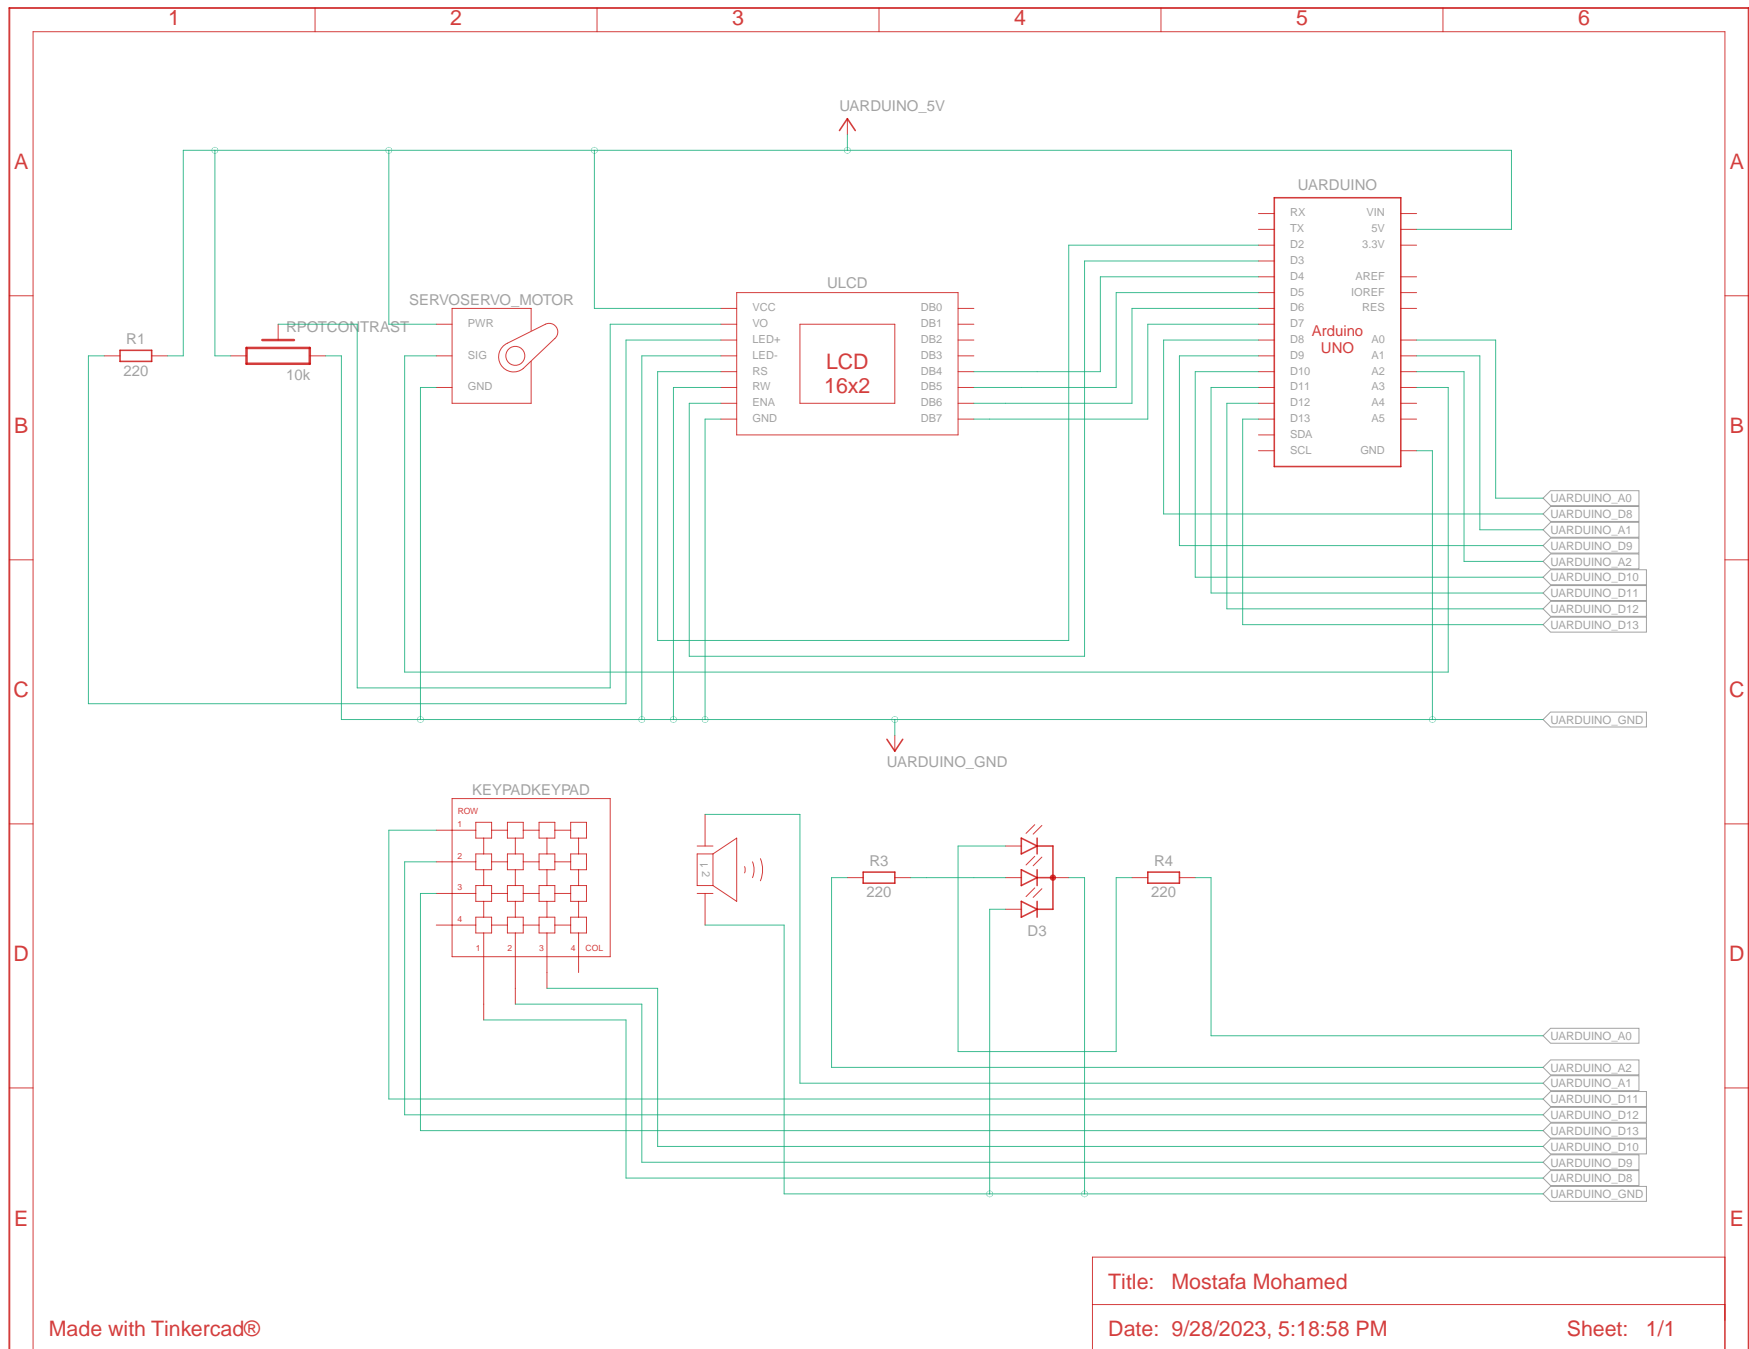 1 2 3 4 5 6
UARDUINO_5V
A A
UARDUINO
RX VIN
TX 5V
D2 3.3V
D3
D4 AREF
D5 IOREF
D6 RES
D7
Arduino
UNO
D8 A0
D9 A1
D10 A2
D11 A3
D12 A4
D13 A5
SDA
SCL GND
ULCD
VCC DB0
VO DB1
LED+ DB2
LED- DB3
RS DB4
RW DB5
ENA DB6
GND DB7
LCD
16x2
SERVOSERVO_MOTOR
PWR
SIG
GND
RPOTCONTRAST
10k
R1
220
B B
UARDUINO_A0
UARDUINO_D8
UARDUINO_A1
UARDUINO_D9
UARDUINO_A2
UARDUINO_D10
UARDUINO_D11
UARDUINO_D12
UARDUINO_D13
C C
UARDUINO_GND
UARDUINO_GND
KEYPADKEYPAD
ROW
1
2
3
4
1 2 3 4 COL
1 2
R3
220
D3
R4
220
D D
UARDUINO_A0
UARDUINO_A2
UARDUINO_A1
UARDUINO_D11
UARDUINO_D12
UARDUINO_D13
UARDUINO_D10
UARDUINO_D9
UARDUINO_D8
UARDUINO_GND
E E
Title: Mostafa Mohamed
Made with Tinkercad®
Date: 9/28/2023, 5:18:58 PM Sheet: 1/1